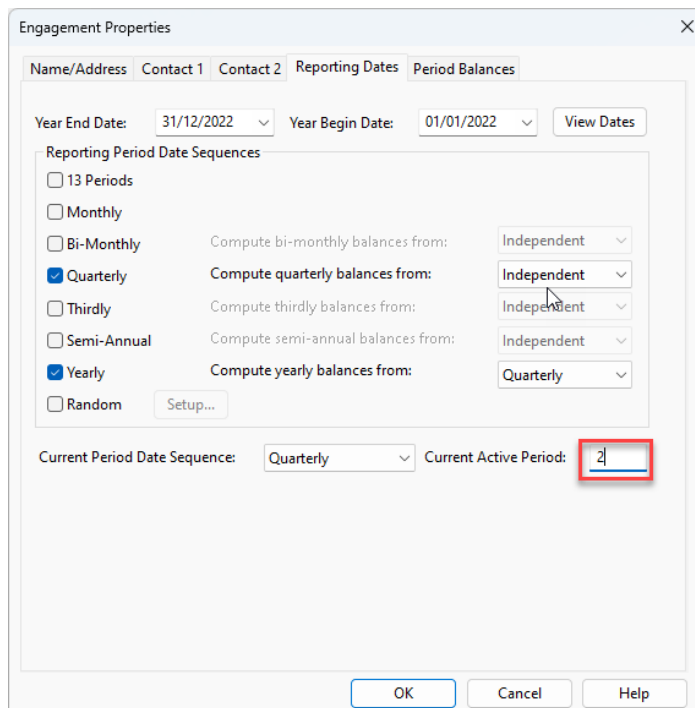 Engagement Properties
Name/Address Contact 1 Contact 2 Reporting Dates Period Balances
Year End Date: 31/12/2022 Year Begin Date: 01/01/2022 View Dates
Reporting Period Date Sequences
13 Periods
Monthly
Bi-Monthly Compute bi-monthly balances from: Independent
Quarterly Compute quarterly balances from: Independent
Thirdly Compute thirdly balances from: Independent
Semi-Annual Compute semi-annual balances from: Independent
Yearly Compute yearly balances from: Quarterly
Random Setup...
Current Period Date Sequence: Quarterly Current Active Period: 2
OK Cancel Help